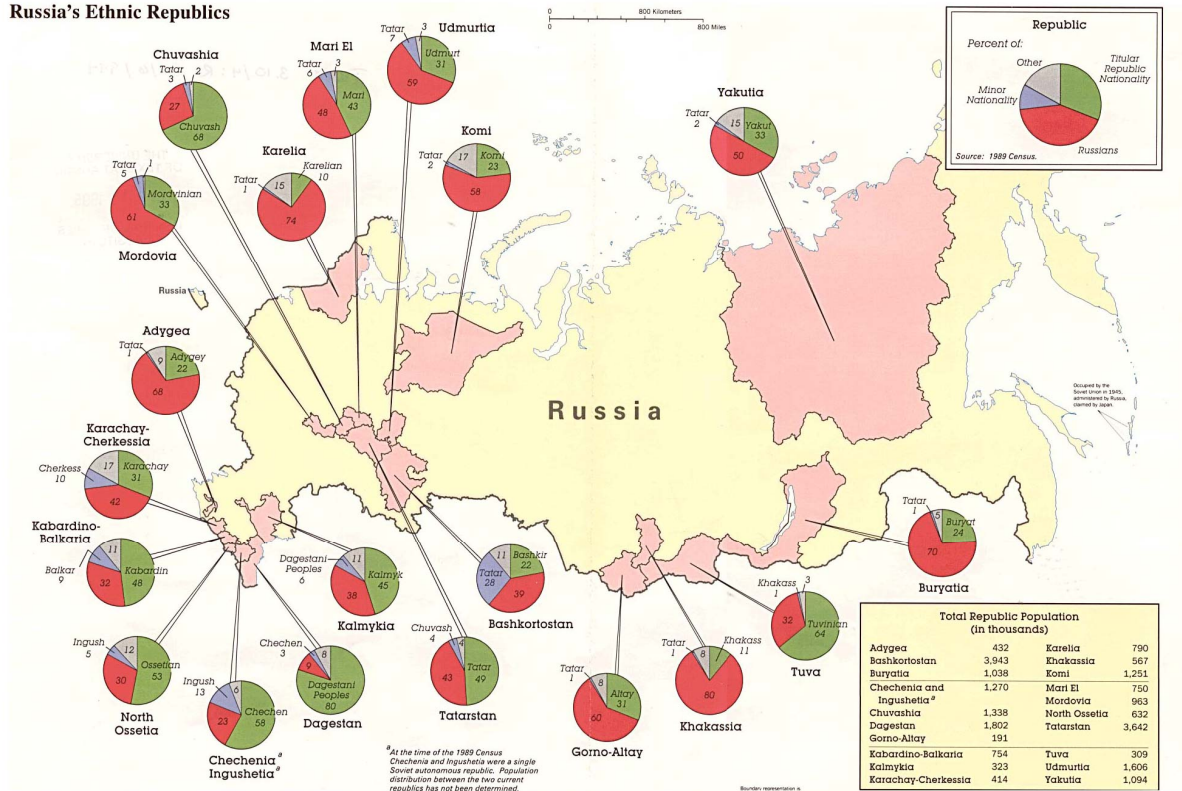 Russia's Ethnic Republics
0 800 Kilometers
0 800 Miles
Republic
Percent of:
Other
Titular
Republic
Nationality
Minor
Nationality
Russians
Source: 1989 Census.
Chuvashia
Tatar
3
2
27
Chuvash
68
Mari El
Tatar
6
3
Mari
43
48
Udmurtia
Tatar
7
3
Udmurt
31
59
Yakutia
Tatar
2
15
Yakut
33
50
Mordovia
Tatar
5
1
Mordvinian
33
61
Karelia
Tatar
1
15
Karelian
10
74
Komi
Tatar
2
17
Komi
23
58
Russia
Adygea
Tatar
1
9
Adygey
22
68
Russia
Occupied by the
Soviet Union in 1945,
administered by Russia,
claimed by Japan.
Karachay-
Cherkessia
Cherkess
10
17
Karachay
31
42
Kabardino-
Balkaria
Balkar
9
11
Kabardin
48
32
Dagestani
Peoples
6
11
Kalmyk
45
38
Kalmykia
11
Bashkir
22
Tatar
28
39
Bashkortostan
Tatar
1
5
Buryat
24
70
Buryatia
Khakass
1
3
32
Tuvinian
64
Tuva
Ingush
5
12
Ossetian
53
30
North
Ossetia
Ingush
13
6
Chechen
58
23
Chechenia a
Ingushetia a
Chechen
3
9
8
Dagestani
Peoples
80
Dagestan
Chuvash
4
4
Tatar
49
43
Tatarstan
Tatar
1
8
Altay
31
60
Gorno-Altay
Tatar
1
8
Khakass
11
80
Khakassia
a At the time of the 1989 Census
Chechenia and Ingushetia were a single
Soviet autonomous republic. Population
distribution between the two current
republics has not been determined.
Boundary representation is
Total Republic Population
(in thousands)
Adygea 432 Karelia 790
Bashkortostan 3,943 Khakassia 567
Buryatia 1,038 Komi 1,251
Chechenia and 1,270 Mari El 750
Ingushetia a Mordovia 963
Chuvashia 1,338 North Ossetia 632
Dagestan 1,802 Tatarstan 3,642
Gorno-Altay 191
Kabardino-Balkaria 754 Tuva 309
Kalmykia 323 Udmurtia 1,606
Karachay-Cherkessia 414 Yakutia 1,094